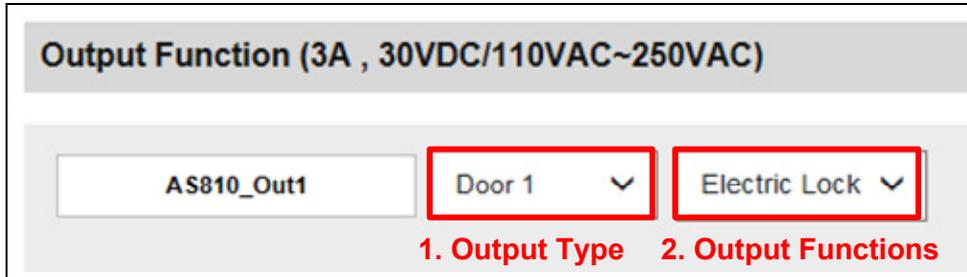 Output Function (3A , 30VDC/110VAC~250VAC)
AS810_Out1 Door 1 Electric Lock
1. Output Type 2. Output Functions